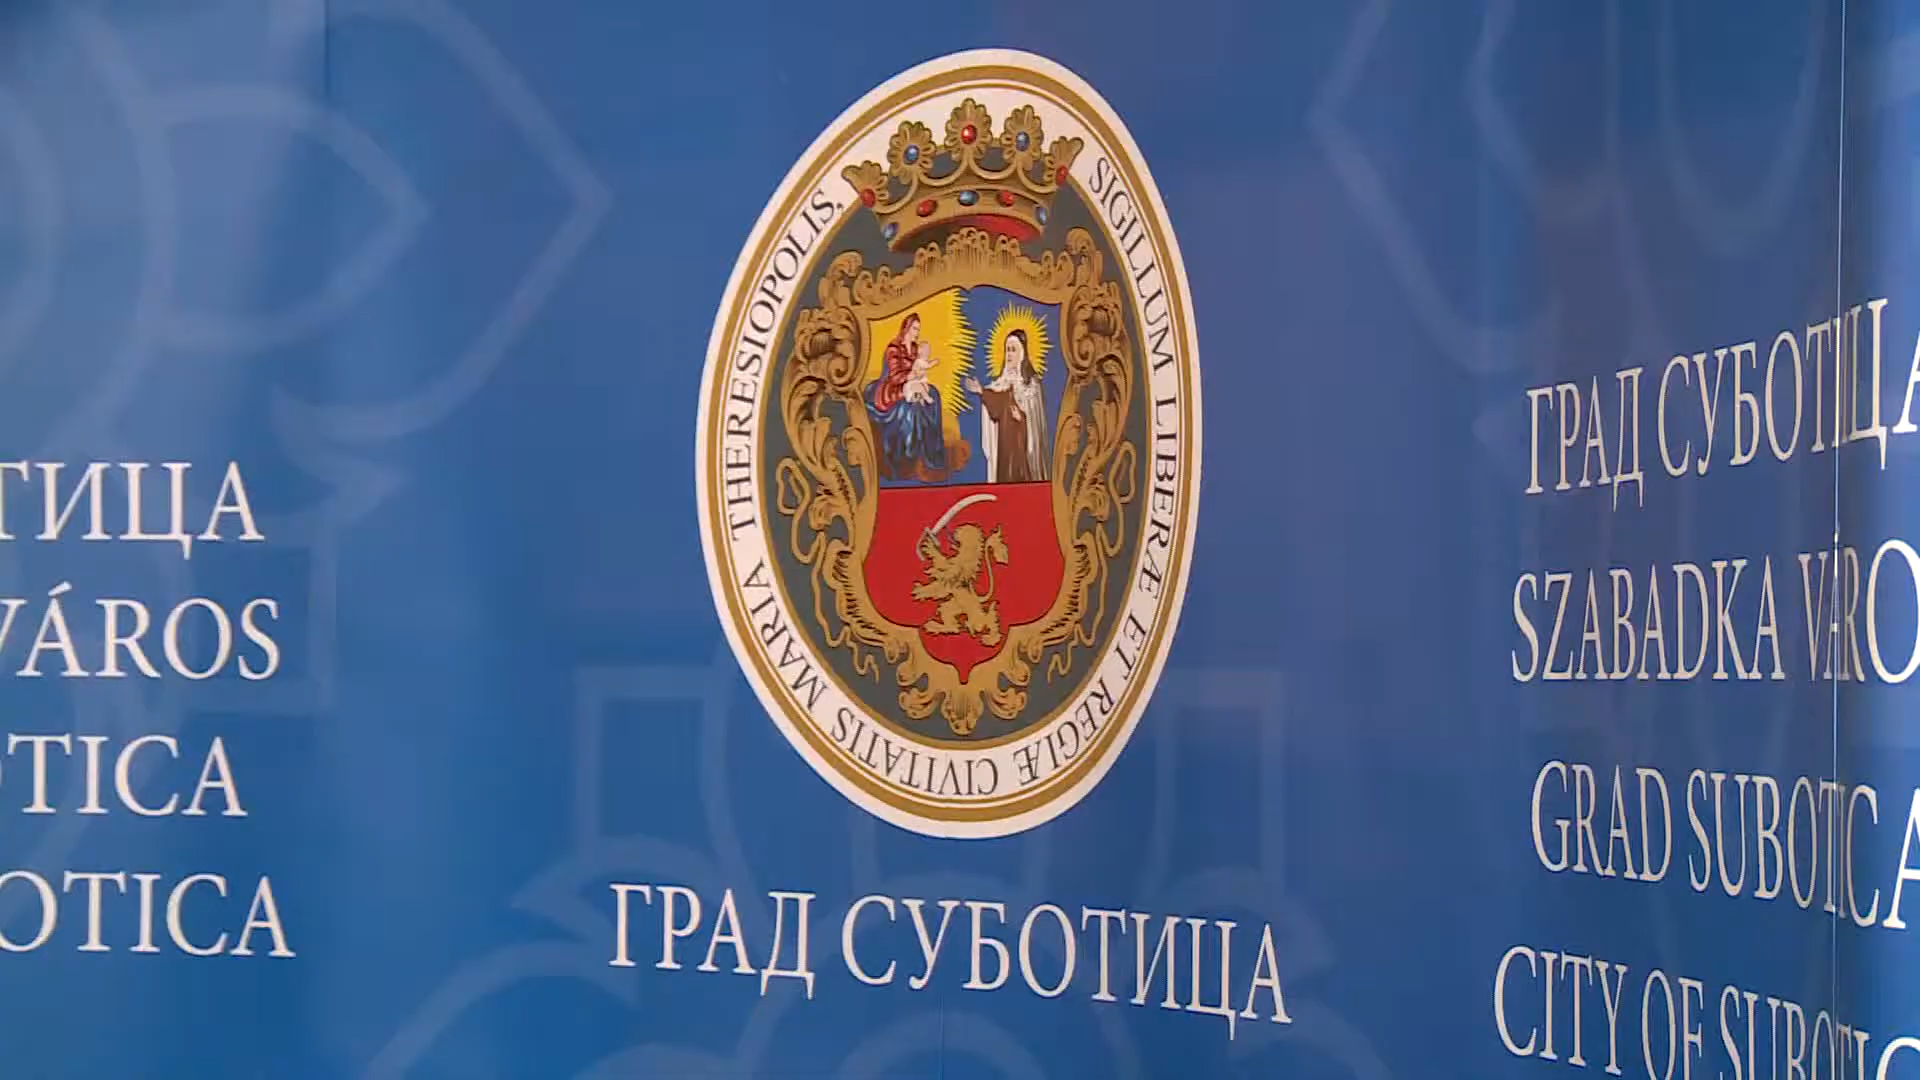 SIGILLUM LIBERÆ ET REGIÆ CIVITATIS MARIA THERESIOPOLIS,
ГРАД СУБОТИЦА
ТИЦА
VÁROS
OTICA
OTICA
ГРАД СУБОТИЦА
SZABADKA VÁRO
GRAD SUBOTICA
CITY OF SUBOTIC